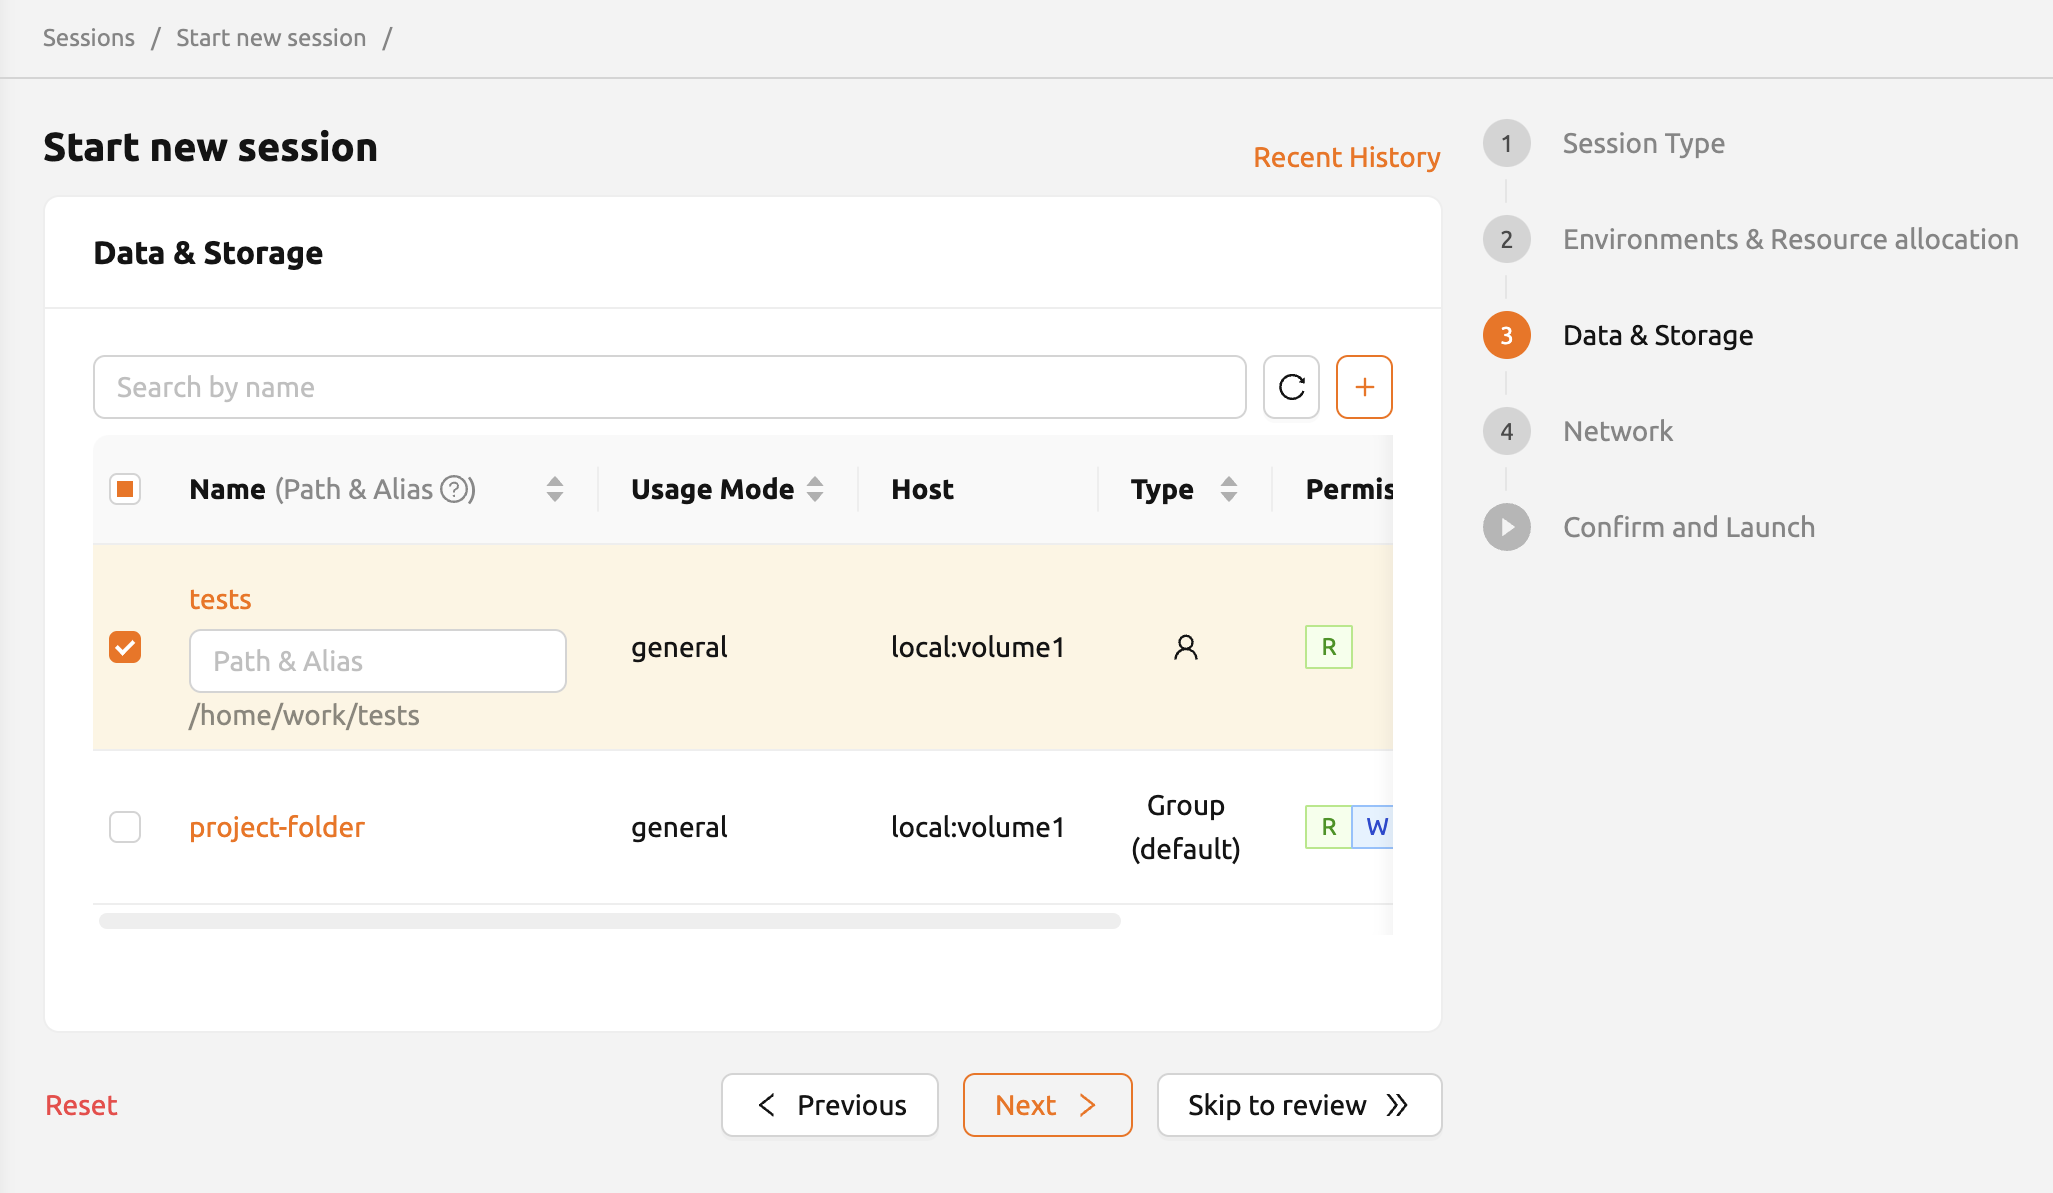 Sessions / Start new session /
Start new session
Recent History
Data & Storage
Search by name
Name (Path & Alias ?) Usage Mode Host Type Permis
tests
Path & Alias
/home/work/tests
general local:volume1 R
project-folder general local:volume1 Group (default) R W
Reset
Previous
Next
Skip to review
1 Session Type
2 Environments & Resource allocation
3 Data & Storage
4 Network
Confirm and Launch